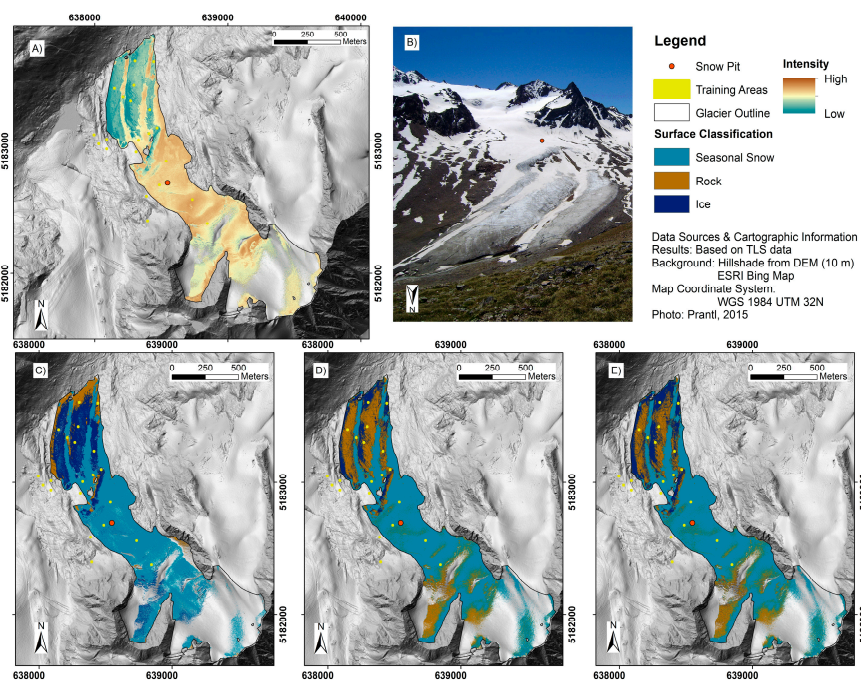 638000 639000 640000
A)
0 250 500
Meters
N
5183000
5182000
B)
N
Legend
Snow Pit
Training Areas
Glacier Outline
Surface Classification
Seasonal Snow
Rock
Ice
Intensity
High
Low
Data Sources & Cartographic Information
Results: Based on TLS data
Background: Hillshade from DEM (10 m)
ESRI Bing Map
Map Coordinate System:
WGS 1984 UTM 32N
Photo: Prantl, 2015
638000 639000
C)
0 250 500
Meters
N
5183000
5182000
638000 639000
638000 639000
D)
0 250 500
Meters
N
5183000
5182000
638000 639000
638000 639000
E)
0 250 500
Meters
N
638000 639000